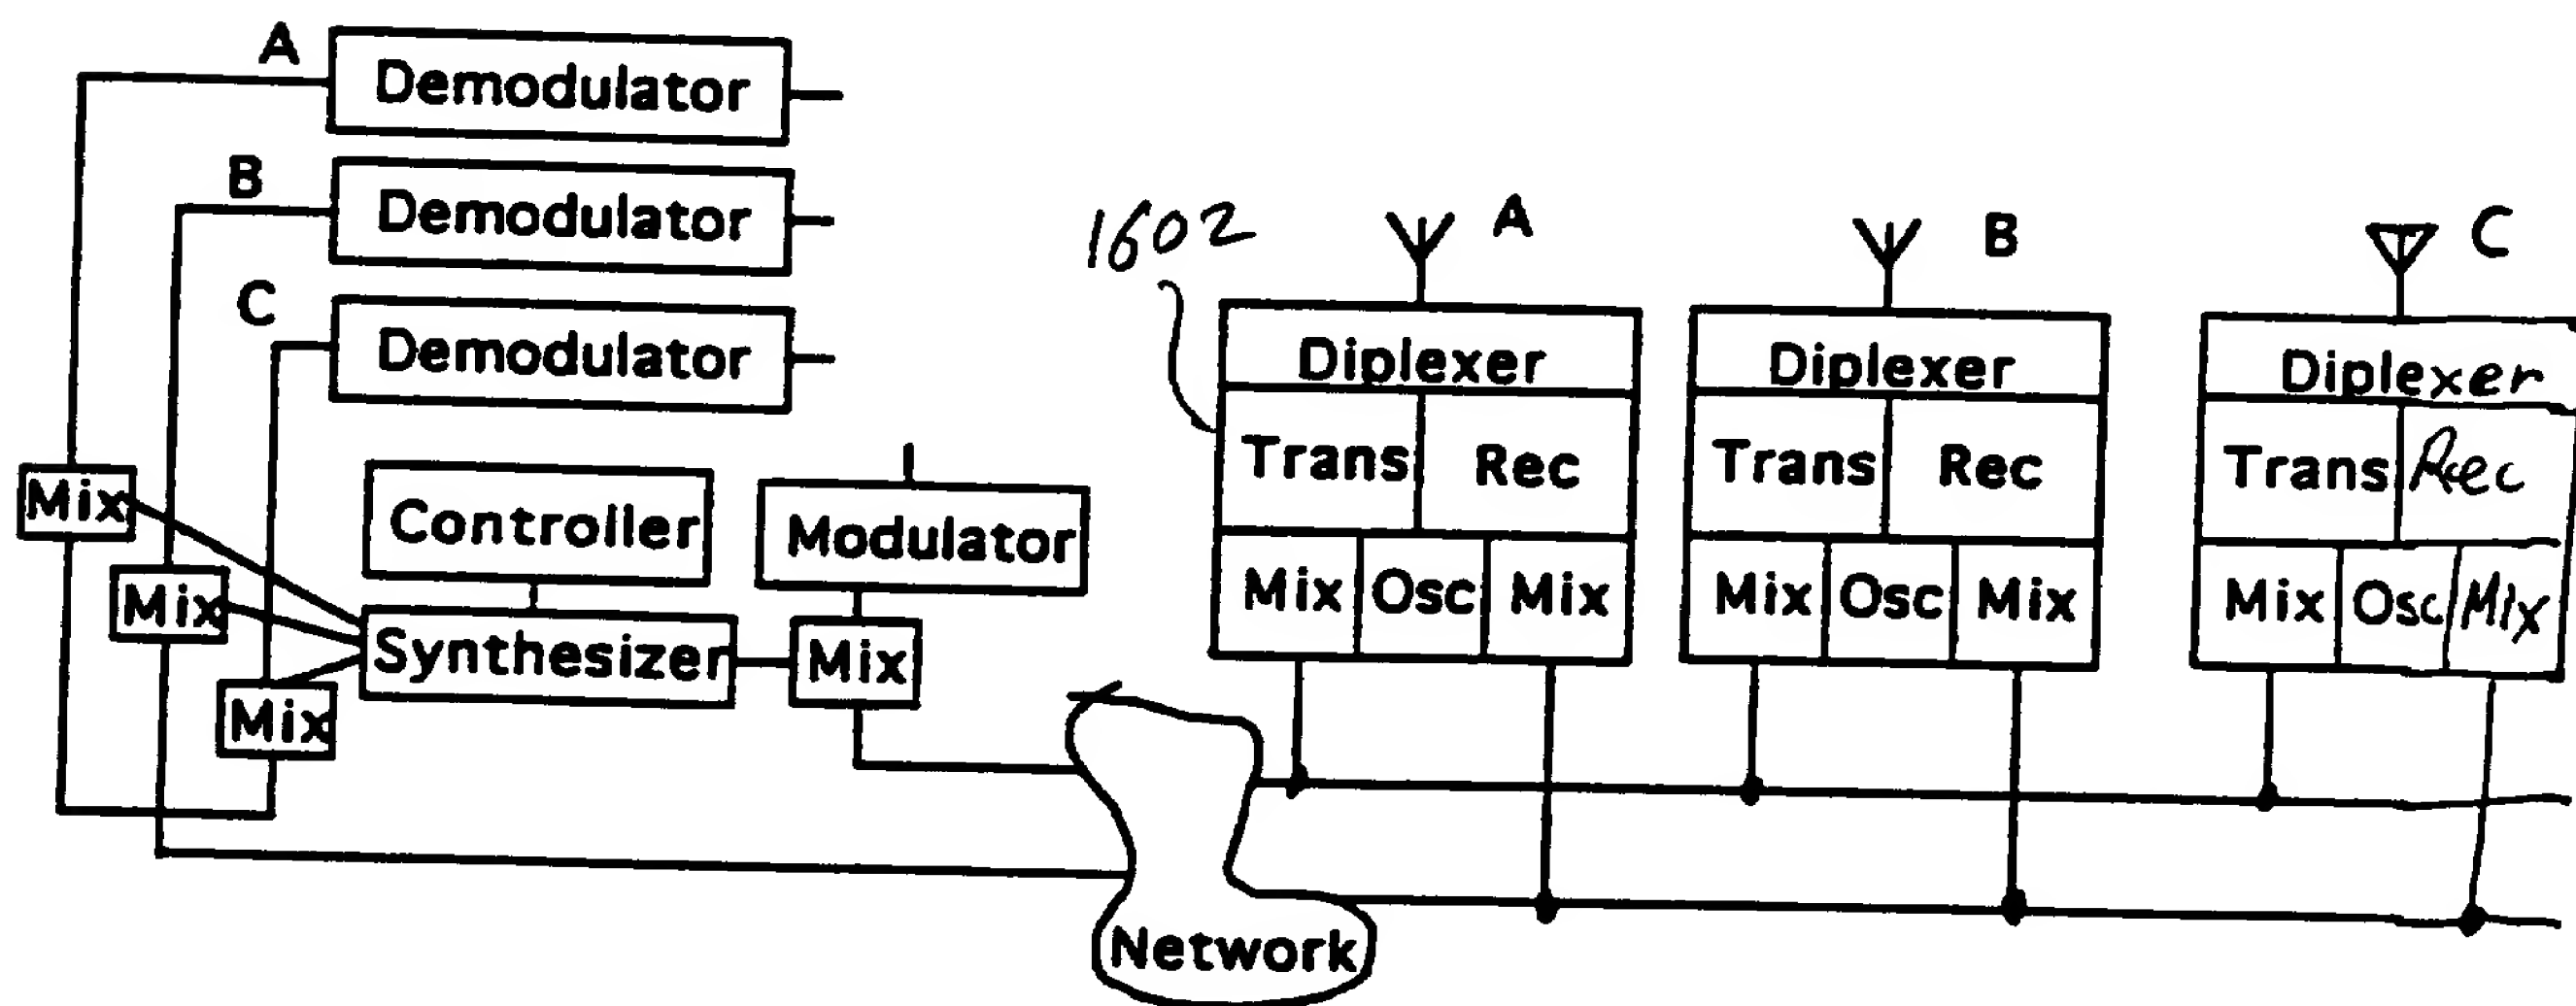 A
Demodulator
B
Demodulator
C
Demodulator
Mix
Mix
Mix
Controller
Synthesizer
Modulator
Mix
Network
1602
A
Diplexer
Trans Rec
Mix Osc Mix
B
Diplexer
Trans Rec
Mix Osc Mix
C
Diplexer
Trans Rec
Mix Osc Mix